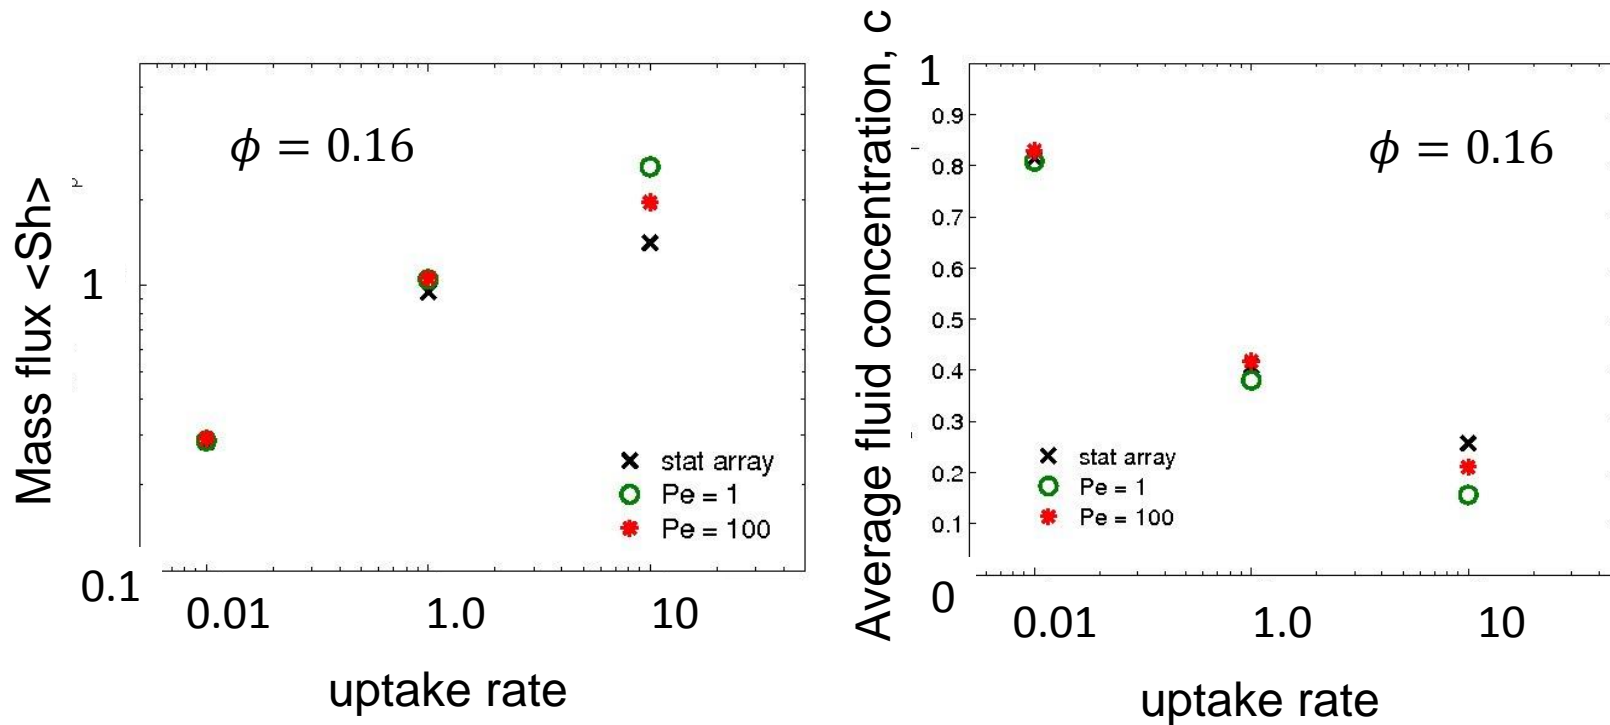 Mass flux <Sh>
ϕ = 0.16
1
0.1
0.01
1.0
10
uptake rate
stat array
Pe = 1
Pe = 100
Average fluid concentration, c
ϕ = 0.16
1
0.9
0.8
0.7
0.6
0.5
0.4
0.3
0.2
0.1
0
stat array
Pe = 1
Pe = 100
0.01
1.0
10
uptake rate